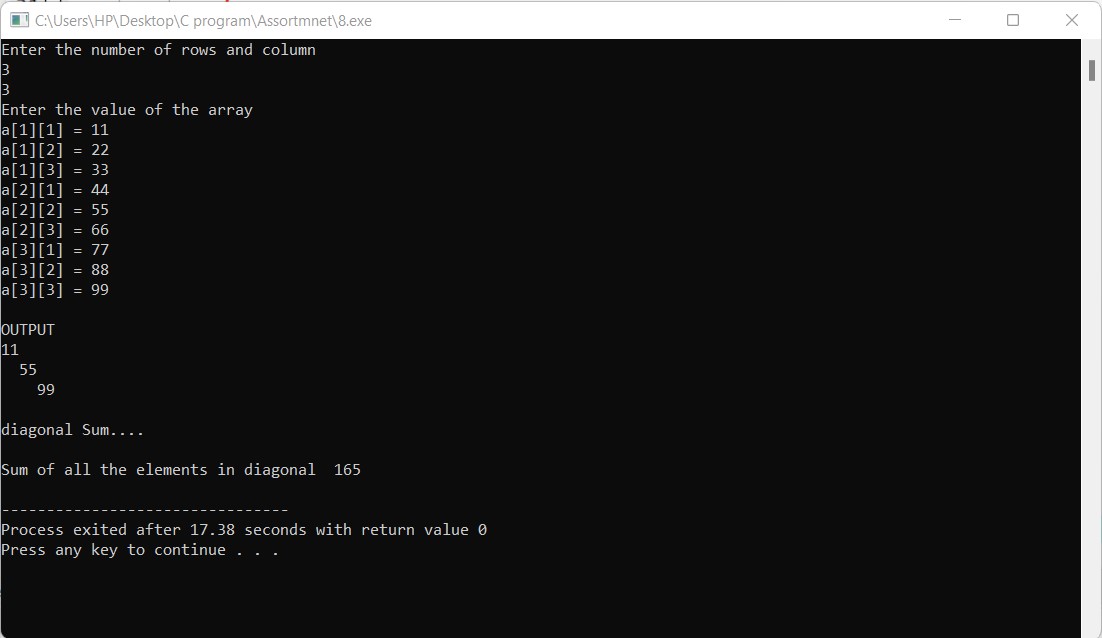 C:\Users\HP\Desktop\C program\Assortmnet\8.exe
Enter the number of rows and column
3
3
Enter the value of the array
a[1][1] = 11
a[1][2] = 22
a[1][3] = 33
a[2][1] = 44
a[2][2] = 55
a[2][3] = 66
a[3][1] = 77
a[3][2] = 88
a[3][3] = 99

OUTPUT
11
  55
    99

diagonal Sum....

Sum of all the elements in diagonal  165

--------------------------------
Process exited after 17.38 seconds with return value 0
Press any key to continue . . .